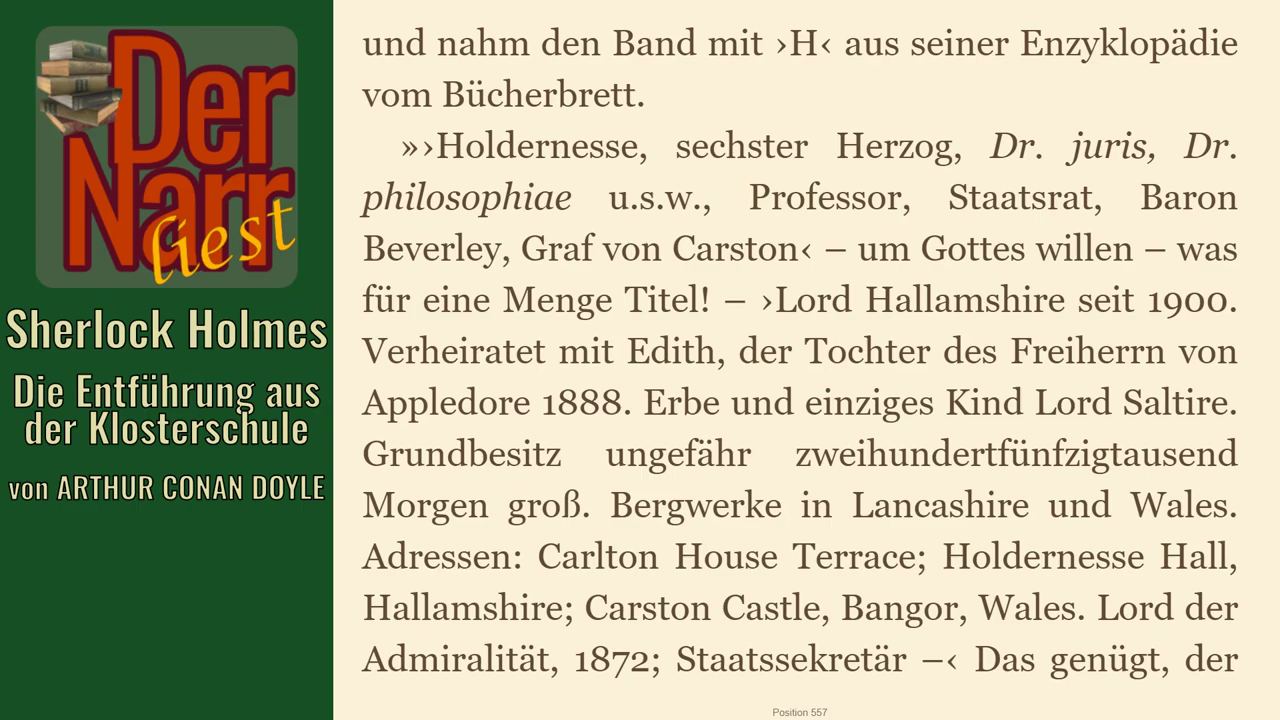 Der
Narr
liest
Sherlock Holmes
Die Entführung aus
der Klosterschule
von ARTHUR CONAN DOYLE
und nahm den Band mit ›H‹ aus seiner Enzyklopädie
vom Bücherbrett.
»›Holdernesse, sechster Herzog, Dr. juris, Dr.
philosophiae u.s.w., Professor, Staatsrat, Baron
Beverley, Graf von Carston‹ – um Gottes willen – was
für eine Menge Titel! – ›Lord Hallamshire seit 1900.
Verheiratet mit Edith, der Tochter des Freiherrn von
Appledore 1888. Erbe und einziges Kind Lord Saltire.
Grundbesitz ungefähr zweihundertfünfzigtausend
Morgen groß. Bergwerke in Lancashire und Wales.
Adressen: Carlton House Terrace; Holdernesse Hall,
Hallamshire; Carston Castle, Bangor, Wales. Lord der
Admiralität, 1872; Staatssekretär –‹ Das genügt, der
Position 557